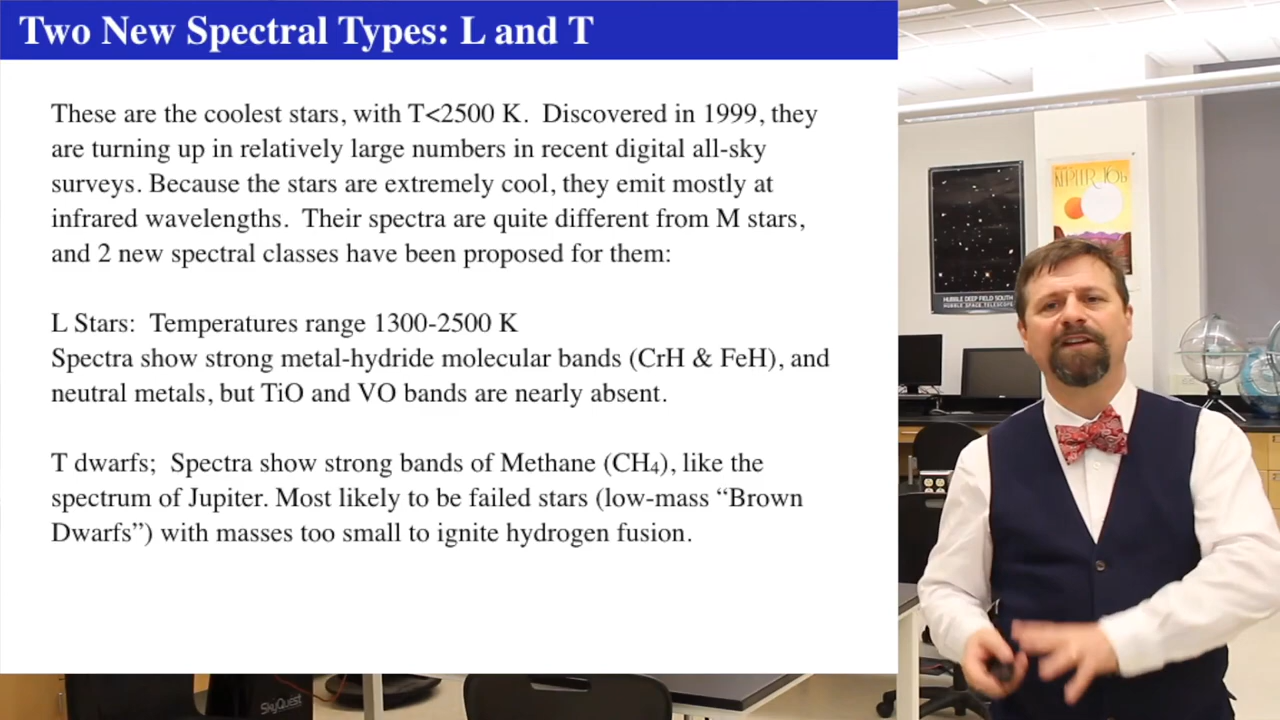 Two New Spectral Types: L and T
These are the coolest stars, with T<2500 K. Discovered in 1999, they
are turning up in relatively large numbers in recent digital all-sky
surveys. Because the stars are extremely cool, they emit mostly at
infrared wavelengths. Their spectra are quite different from M stars,
and 2 new spectral classes have been proposed for them:
L Stars: Temperatures range 1300-2500 K
Spectra show strong metal-hydride molecular bands (CrH & FeH), and
neutral metals, but TiO and VO bands are nearly absent.
T dwarfs; Spectra show strong bands of Methane (CH₄), like the
spectrum of Jupiter. Most likely to be failed stars (low-mass “Brown
Dwarfs”) with masses too small to ignite hydrogen fusion.
HUBBLE DEEP FIELD SOUTH
HUBBLE SPACE TELESCOPE
SkyQuest